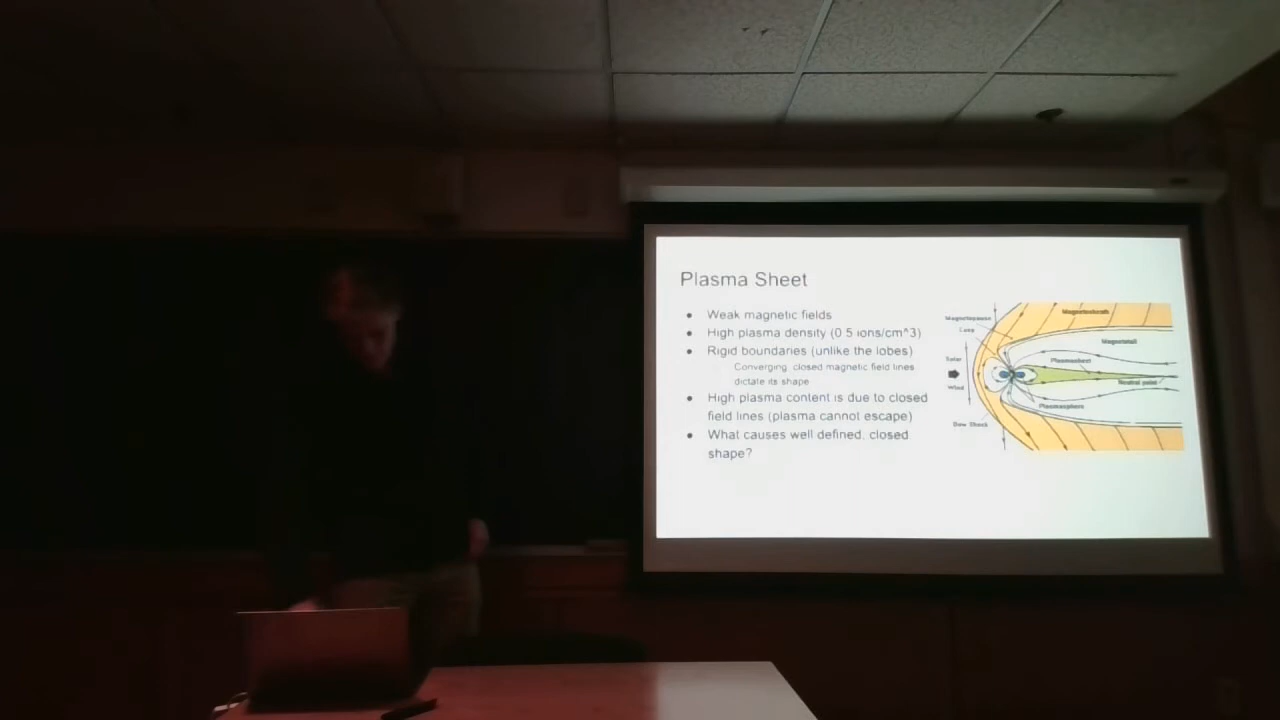 Plasma Sheet
Weak magnetic fields
High plasma density (0.5 ions/cm^3)
Rigid boundaries (unlike the lobes)
Converging, closed magnetic field lines
dictate its shape
High plasma content is due to closed
field lines (plasma cannot escape)
What causes well defined, closed
shape?
Magnetopause
Magnetosheath
Magnetotail
Solar
Wind
Plasmasheet
Neutral point
Plasmasphere
Bow Shock